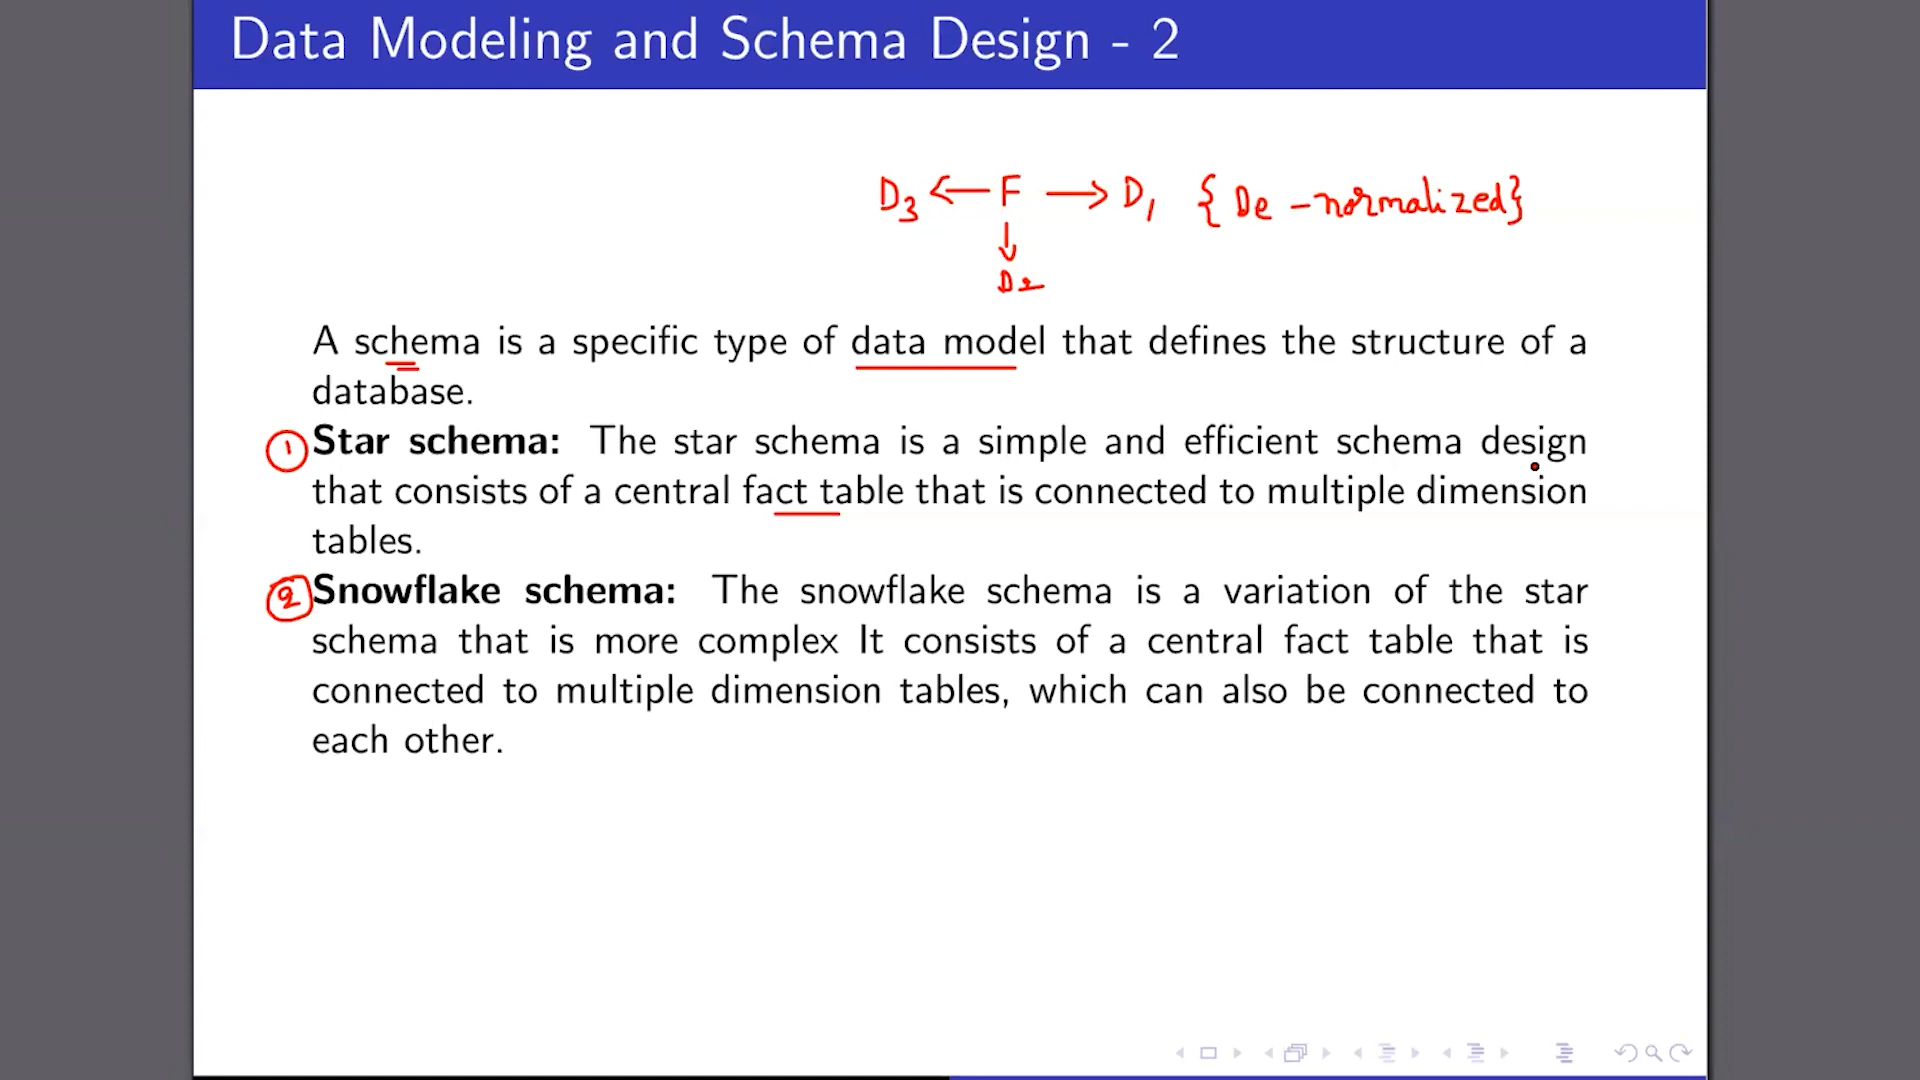 Data Modeling and Schema Design - 2
D3 ← F → D1 {De-normalized}
↓
D2
A schema is a specific type of data model that defines the structure of a
database.
1 Star schema: The star schema is a simple and efficient schema design
that consists of a central fact table that is connected to multiple dimension
tables.
2 Snowflake schema: The snowflake schema is a variation of the star
schema that is more complex It consists of a central fact table that is
connected to multiple dimension tables, which can also be connected to
each other.